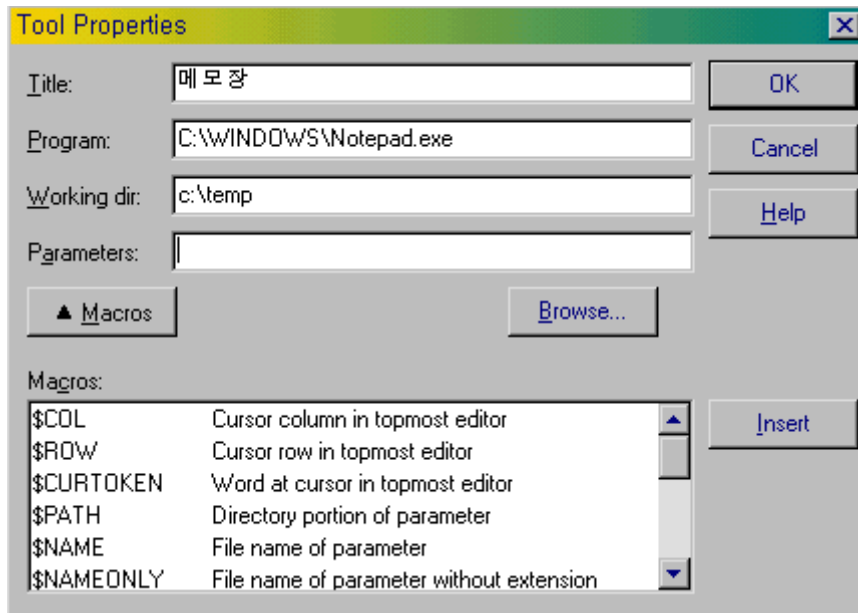 Tool Properties
Title: 메모장 OK
Program: C:\WINDOWS\Notepad.exe Cancel
Working dir: c:\temp Help
Parameters:
▲ Macros Browse...
Macros:
$COL Cursor column in topmost editor Insert
$ROW Cursor row in topmost editor
$CURTOKEN Word at cursor in topmost editor
$PATH Directory portion of parameter
$NAME File name of parameter
$NAMEONLY File name of parameter without extension